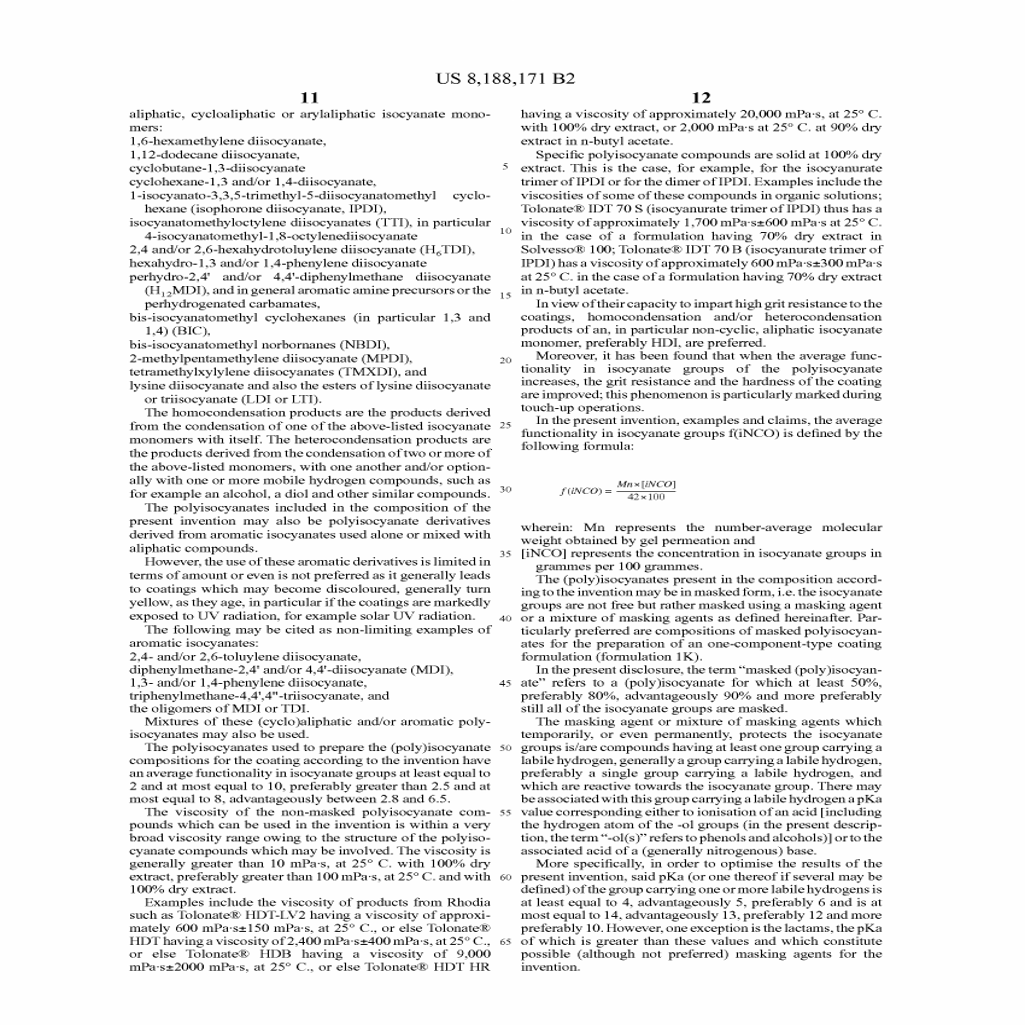 US 8,188,171 B2
11
aliphatic, cycloaliphatic or arylaliphatic isocyanate mono-
mers:
1,6-hexamethylene diisocyanate,
1,12-dodecane diisocyanate,
cyclobutane-1,3-diisocyanate
cyclohexane-1,3 and/or 1,4-diisocyanate,
1-isocyanato-3,3,5-trimethyl-5-diisocyanatomethyl cyclo-
hexane (isophorone diisocyanate, IPDI),
isocyanatomethyloctylene diisocyanates (TTI), in particular
4-isocyanatomethyl-1,8-octylenediisocyanate
2,4 and/or 2,6-hexahydrotoluylene diisocyanate (H6TDI),
hexahydro-1,3 and/or 1,4-phenylene diisocyanate
perhydro-2,4' and/or 4,4'-diphenylmethane diisocyanate
(H12MDI), and in general aromatic amine precursors or the
perhydrogenated carbamates,
bis-isocyanatomethyl cyclohexanes (in particular 1,3 and
1,4) (BIC),
bis-isocyanatomethyl norbornanes (NBDI),
2-methylpentamethylene diisocyanate (MPDI),
tetramethylxylylene diisocyanates (TMXDI), and
lysine diisocyanate and also the esters of lysine diisocyanate
or triisocyanate (LDI or LTI).
The homocondensation products are the products derived
from the condensation of one of the above-listed isocyanate
monomers with itself. The heterocondensation products are
the products derived from the condensation of two or more of
the above-listed monomers, with one another and/or option-
ally with one or more mobile hydrogen compounds, such as
for example an alcohol, a diol and other similar compounds.
The polyisocyanates included in the composition of the
present invention may also be polyisocyanate derivatives
derived from aromatic isocyanates used alone or mixed with
aliphatic compounds.
However, the use of these aromatic derivatives is limited in
terms of amount or even is not preferred as it generally leads
to coatings which may become discoloured, generally turn
yellow, as they age, in particular if the coatings are markedly
exposed to UV radiation, for example solar UV radiation.
The following may be cited as non-limiting examples of
aromatic isocyanates:
2,4- and/or 2,6-toluylene diisocyanate,
diphenylmethane-2,4' and/or 4,4'-diisocyanate (MDI),
1,3- and/or 1,4-phenylene diisocyanate,
triphenylmethane-4,4',4"-triisocyanate, and
the oligomers of MDI or TDI.
Mixtures of these (cyclo)aliphatic and/or aromatic poly-
isocyanates may also be used.
The polyisocyanates used to prepare the (poly)isocyanate
compositions for the coating according to the invention have
an average functionality in isocyanate groups at least equal to
2 and at most equal to 10, preferably greater than 2.5 and at
most equal to 8, advantageously between 2.8 and 6.5.
The viscosity of the non-masked polyisocyanate com-
pounds which can be used in the invention is within a very
broad viscosity range owing to the structure of the polyiso-
cyanate compounds which may be involved. The viscosity is
generally greater than 10 mPa·s, at 25° C. with 100% dry
extract, preferably greater than 100 mPa·s, at 25° C. and with
100% dry extract.
Examples include the viscosity of products from Rhodia
such as Tolonate® HDT-LV2 having a viscosity of approxi-
mately 600 mPa·s±150 mPa·s, at 25° C., or else Tolonate®
HDT having a viscosity of 2,400 mPa·s±400 mPa·s, at 25° C.,
or else Tolonate® HDB having a viscosity of 9,000
mPa·s±2000 mPa·s, at 25° C., or else Tolonate® HDT HR
5
10
15
20
25
30
35
40
45
50
55
60
65
12
having a viscosity of approximately 20,000 mPa·s, at 25° C.
with 100% dry extract, or 2,000 mPa·s at 25° C. at 90% dry
extract in n-butyl acetate.
Specific polyisocyanate compounds are solid at 100% dry
extract. This is the case, for example, for the isocyanurate
trimer of IPDI or for the dimer of IPDI. Examples include the
viscosities of some of these compounds in organic solutions;
Tolonate® IDT 70 S (isocyanurate trimer of IPDI) thus has a
viscosity of approximately 1,700 mPa·s±600 mPa·s at 25° C.
in the case of a formulation having 70% dry extract in
Solvesso® 100; Tolonate® IDT 70 B (isocyanurate trimer of
IPDI) has a viscosity of approximately 600 mPa·s±300 mPa·s
at 25° C. in the case of a formulation having 70% dry extract
in n-butyl acetate.
In view of their capacity to impart high grit resistance to the
coatings, homocondensation and/or heterocondensation
products of an, in particular non-cyclic, aliphatic isocyanate
monomer, preferably HDI, are preferred.
Moreover, it has been found that when the average func-
tionality in isocyanate groups of the polyisocyanate
increases, the grit resistance and the hardness of the coating
are improved; this phenomenon is particularly marked during
touch-up operations.
In the present invention, examples and claims, the average
functionality in isocyanate groups f(iNCO) is defined by the
following formula:
f(iNCO) = Mn×[iNCO] / 42×100
wherein: Mn represents the number-average molecular
weight obtained by gel permeation and
[iNCO] represents the concentration in isocyanate groups in
grammes per 100 grammes.
The (poly)isocyanates present in the composition accord-
ing to the invention may be in masked form, i.e. the isocyanate
groups are not free but rather masked using a masking agent
or a mixture of masking agents as defined hereinafter. Par-
ticularly preferred are compositions of masked polyisocyan-
ates for the preparation of an one-component-type coating
formulation (formulation 1K).
In the present disclosure, the term “masked (poly)isocyan-
ate” refers to a (poly)isocyanate for which at least 50%,
preferably 80%, advantageously 90% and more preferably
still all of the isocyanate groups are masked.
The masking agent or mixture of masking agents which
temporarily, or even permanently, protects the isocyanate
groups is/are compounds having at least one group carrying a
labile hydrogen, generally a group carrying a labile hydrogen,
preferably a single group carrying a labile hydrogen, and
which are reactive towards the isocyanate group. There may
be associated with this group carrying a labile hydrogen a pKa
value corresponding either to ionisation of an acid [including
the hydrogen atom of the -ol groups (in the present descrip-
tion, the term “-ol(s)” refers to phenols and alcohols)] or to the
associated acid of a (generally nitrogenous) base.
More specifically, in order to optimise the results of the
present invention, said pKa (or one thereof if several may be
defined) of the group carrying one or more labile hydrogens is
at least equal to 4, advantageously 5, preferably 6 and is at
most equal to 14, advantageously 13, preferably 12 and more
preferably 10. However, one exception is the lactams, the pKa
of which is greater than these values and which constitute
possible (although not preferred) masking agents for the
invention.